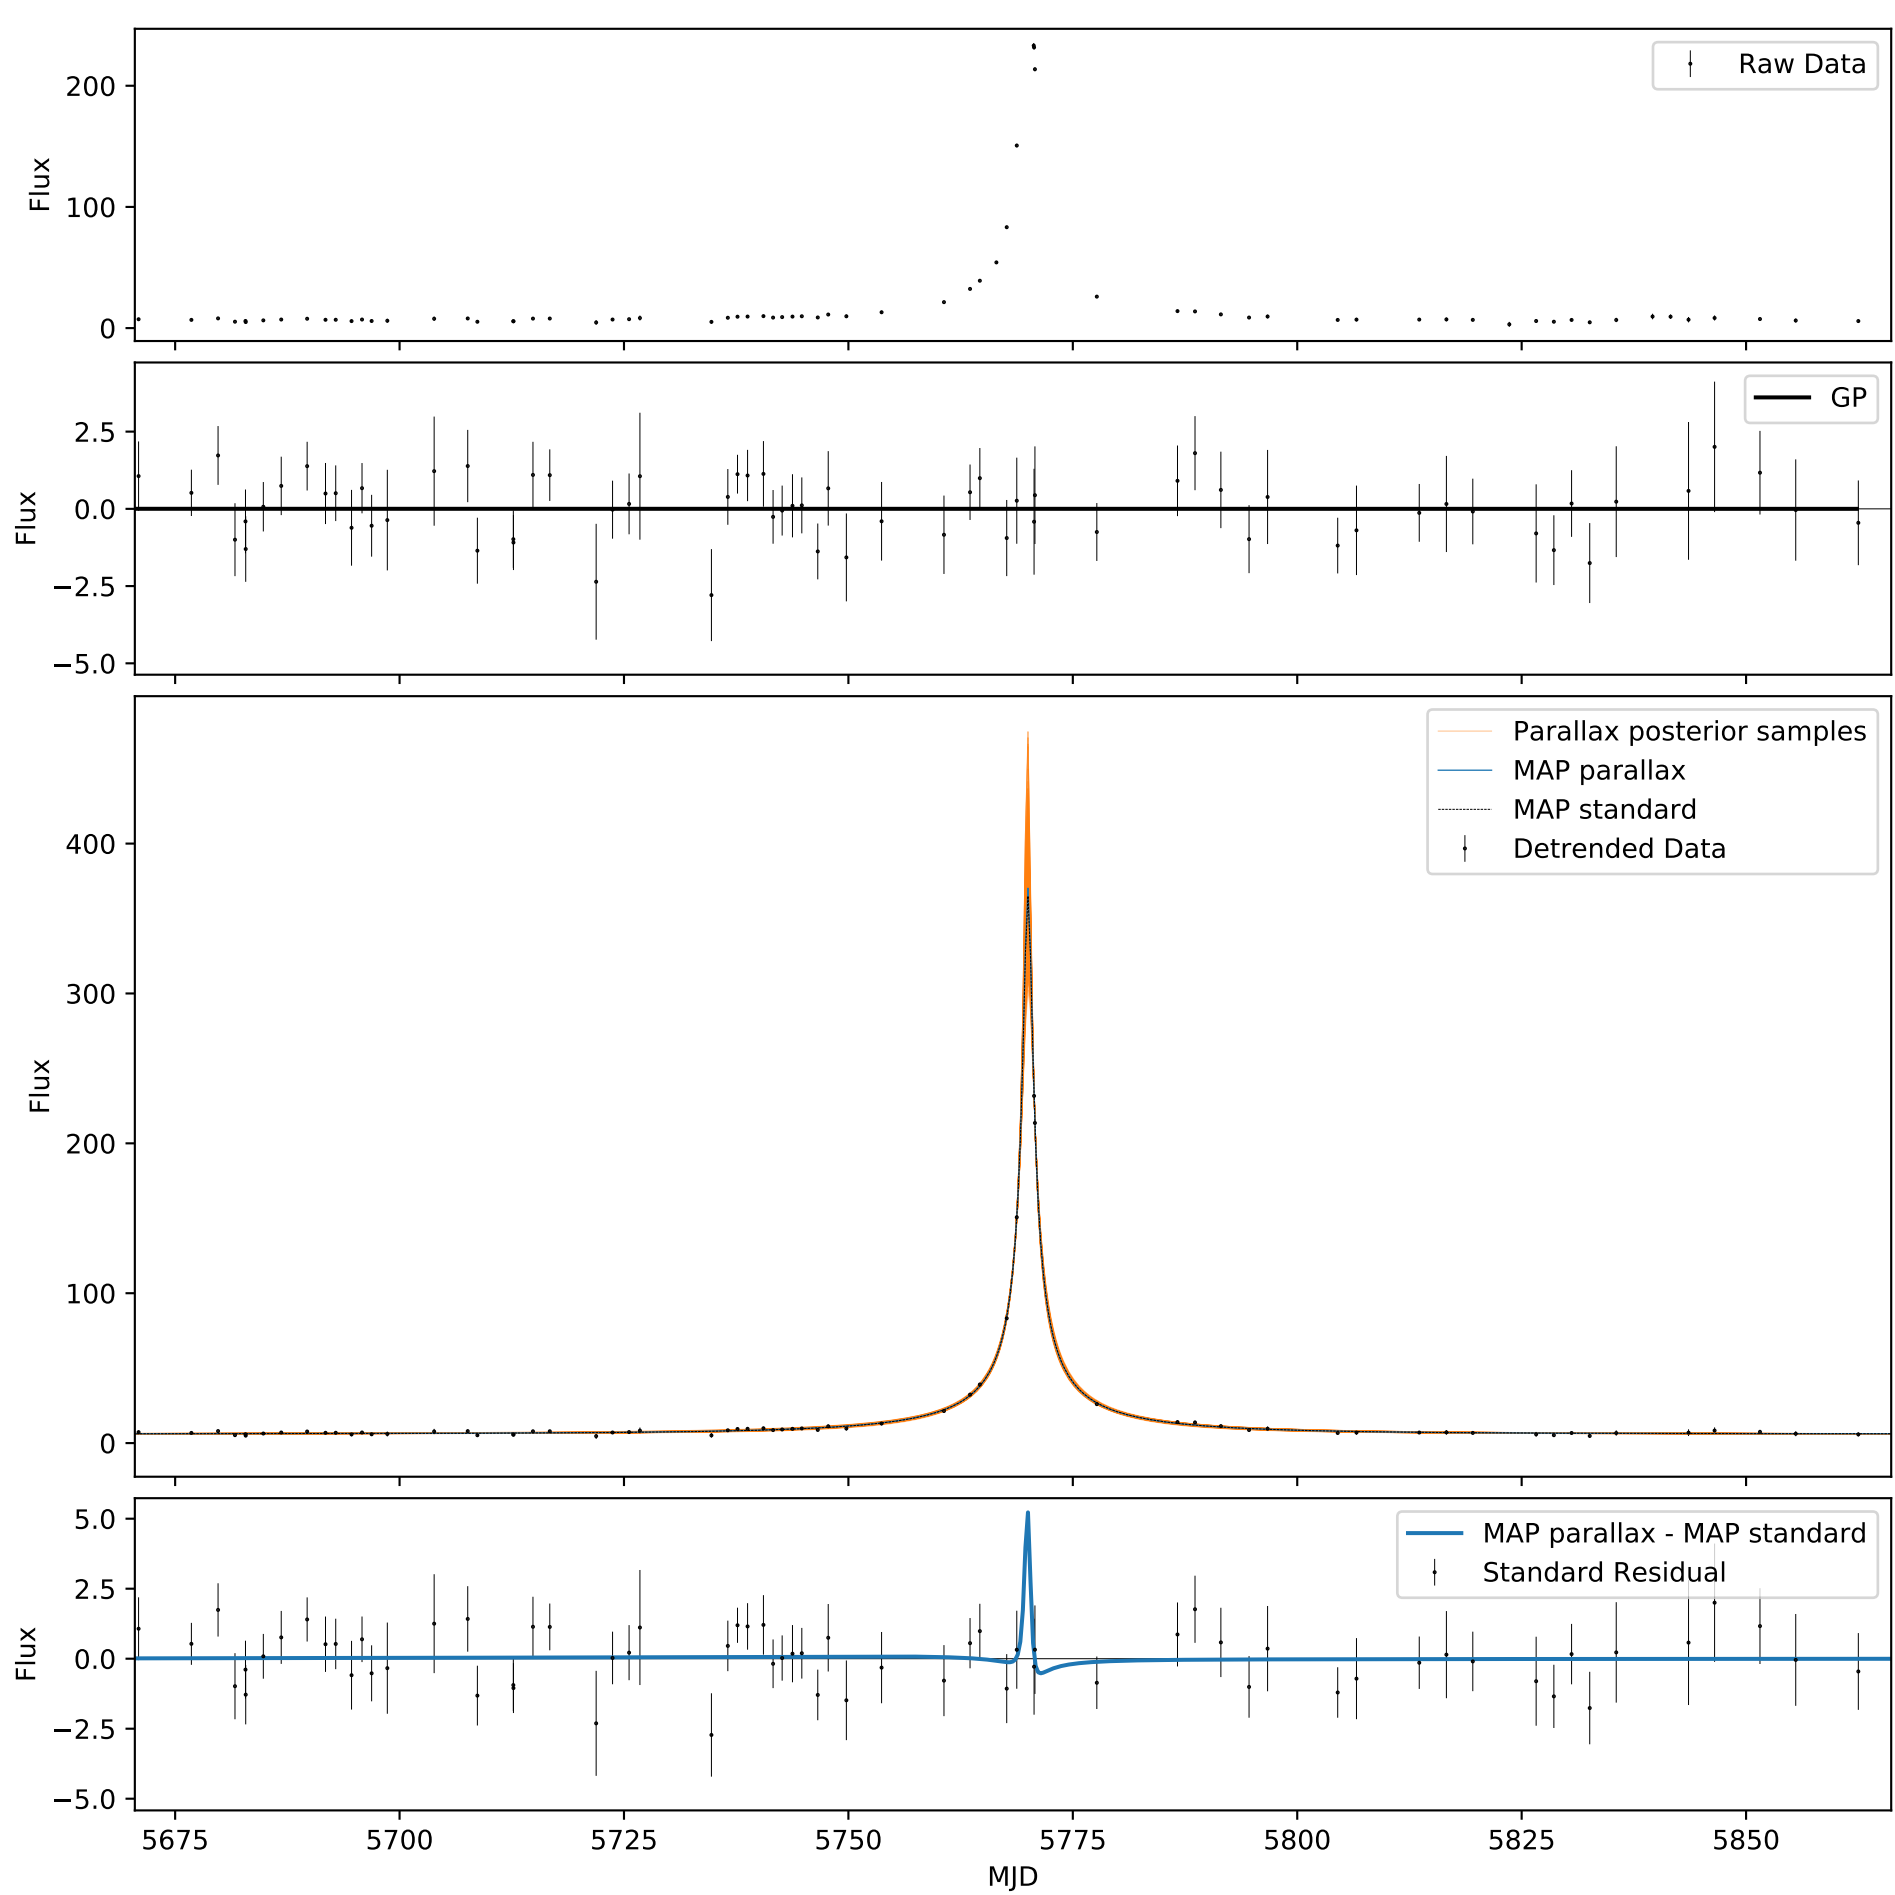 Raw Data
200
100
0
Flux
GP
2.5
0.0
−2.5
−5.0
Flux
Parallax posterior samples
MAP parallax
MAP standard
Detrended Data
400
300
200
100
0
Flux
MAP parallax - MAP standard
Standard Residual
5.0
2.5
0.0
−2.5
−5.0
Flux
5675 5700 5725 5750 5775 5800 5825 5850
MJD